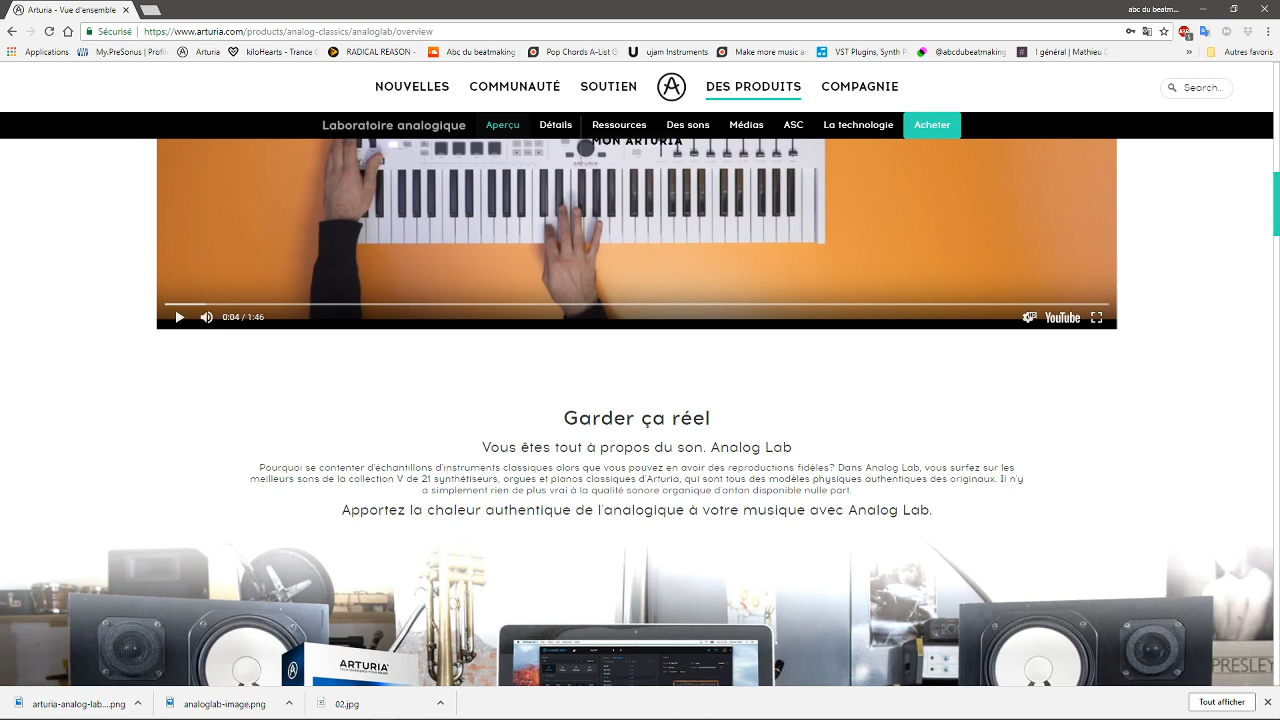 Arturia - Vue d'ensemble
abc du beatm...
Sécurisé
https://www.arturia.com/products/analog-classics/analoglab/overview
Applications
My.PreSonus | Profil
Arturia
kiloHearts - Trance G
RADICAL REASON -
Abc du beatmaking
Pop Chords A-List G
ujam Instruments
Make more music ar
VST Plugins, Synth P
@abcdubeatmaking
! général | Mathieu D
»
Autres favoris
NOUVELLES
COMMUNAUTÉ
SOUTIEN
DES PRODUITS
COMPAGNIE
Search...
Laboratoire analogique
Aperçu
Détails
Ressources
Des sons
Médias
ASC
La technologie
Acheter
MON ARTURIA
ARTURIA
0:04 / 1:46
HD
YouTube
Garder ça réel
Vous êtes tout à propos du son. Analog Lab
Pourquoi se contenter d'échantillons d'instruments classiques alors que vous pouvez en avoir des reproductions fidèles? Dans Analog Lab, vous surfez sur les
meilleurs sons de la collection V de 21 synthétiseurs, orgues et pianos classiques d'Arturia, qui sont tous des modèles physiques authentiques des originaux. Il n'y
a simplement rien de plus vrai à la qualité sonore organique d'antan disponible nulle part.
Apportez la chaleur authentique de l'analogique à votre musique avec Analog Lab.
ARTURIA
PRESLEY
arturia-analog-lab....png
analoglab-image.png
02.jpg
Tout afficher